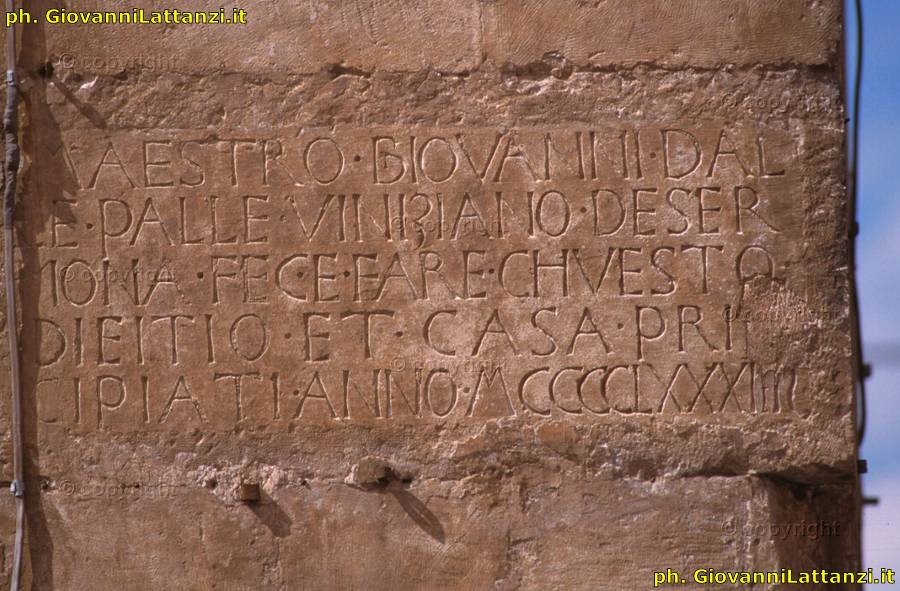 ph. GiovanniLattanzi.it
MAESTRO·BIOVANNI·DAL
LE·PALLE·VINIZIANO·DESER
MONA·FECE·FARE·CHVESTO
DIEITIO·ET·CASA·PRI
CIPIATI·ANNO·MCCCCLXXXIIII
ph. GiovanniLattanzi.it